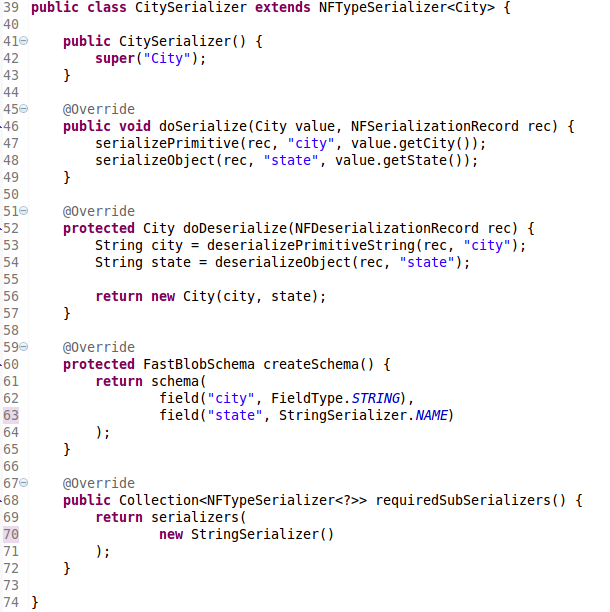 39 public class CitySerializer extends NFTypeSerializer<City> {
40
41 public CitySerializer() {
42 super("City");
43 }
44
45 @Override
46 public void doSerialize(City value, NFSerializationRecord rec) {
47 serializePrimitive(rec, "city", value.getCity());
48 serializeObject(rec, "state", value.getState());
49 }
50
51 @Override
52 protected City doDeserialize(NFDeserializationRecord rec) {
53 String city = deserializePrimitiveString(rec, "city");
54 String state = deserializeObject(rec, "state");
55
56 return new City(city, state);
57 }
58
59 @Override
60 protected FastBlobSchema createSchema() {
61 return schema(
62 field("city", FieldType.STRING),
63 field("state", StringSerializer.NAME)
64 );
65 }
66
67 @Override
68 public Collection<NFTypeSerializer<?>> requiredSubSerializers() {
69 return serializers(
70 new StringSerializer()
71 );
72 }
73
74 }